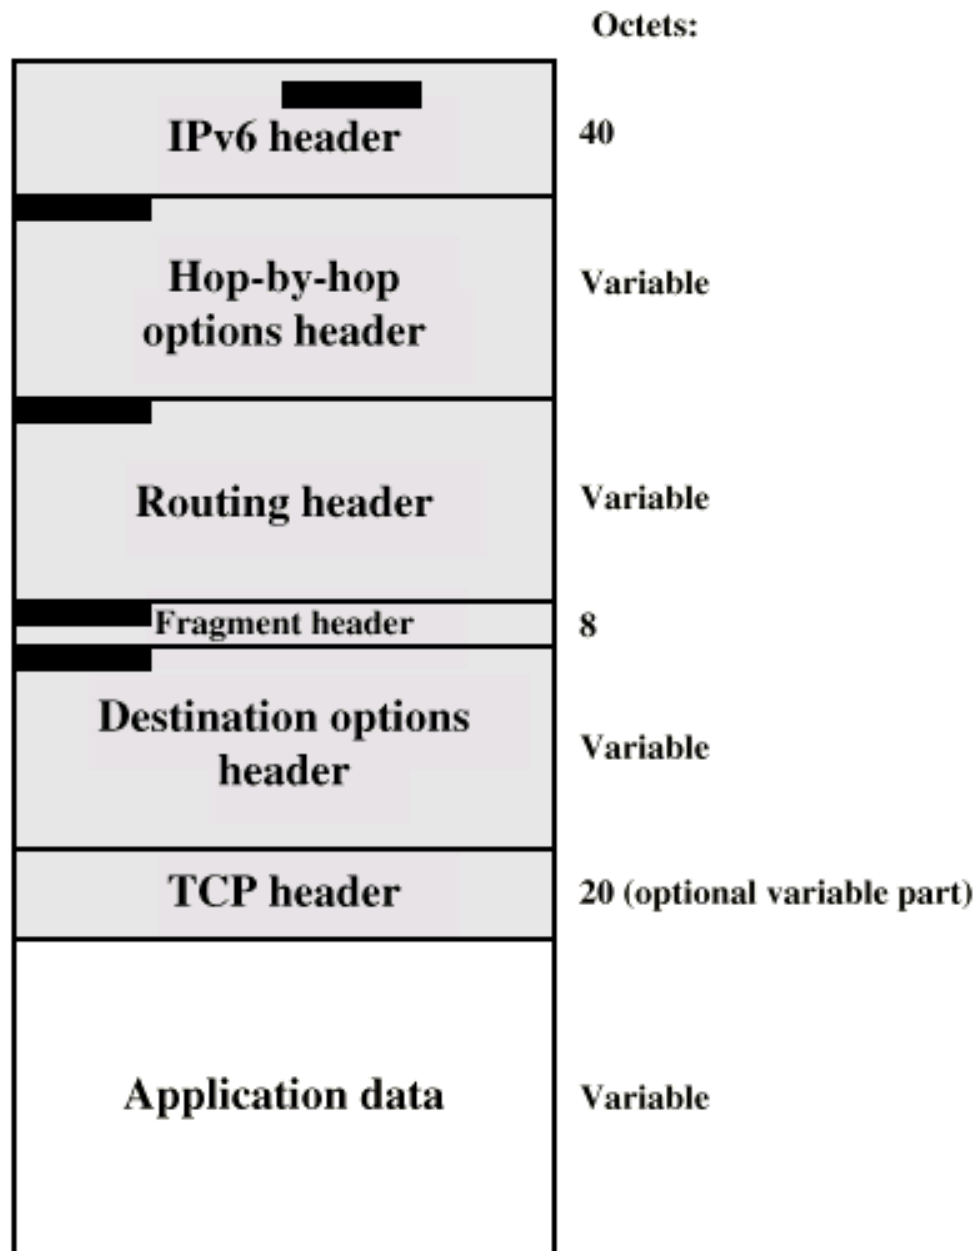 Octets:
IPv6 header
40
Hop-by-hop
options header
Variable
Routing header
Variable
Fragment header
8
Destination options
header
Variable
TCP header
20 (optional variable part)
Application data
Variable